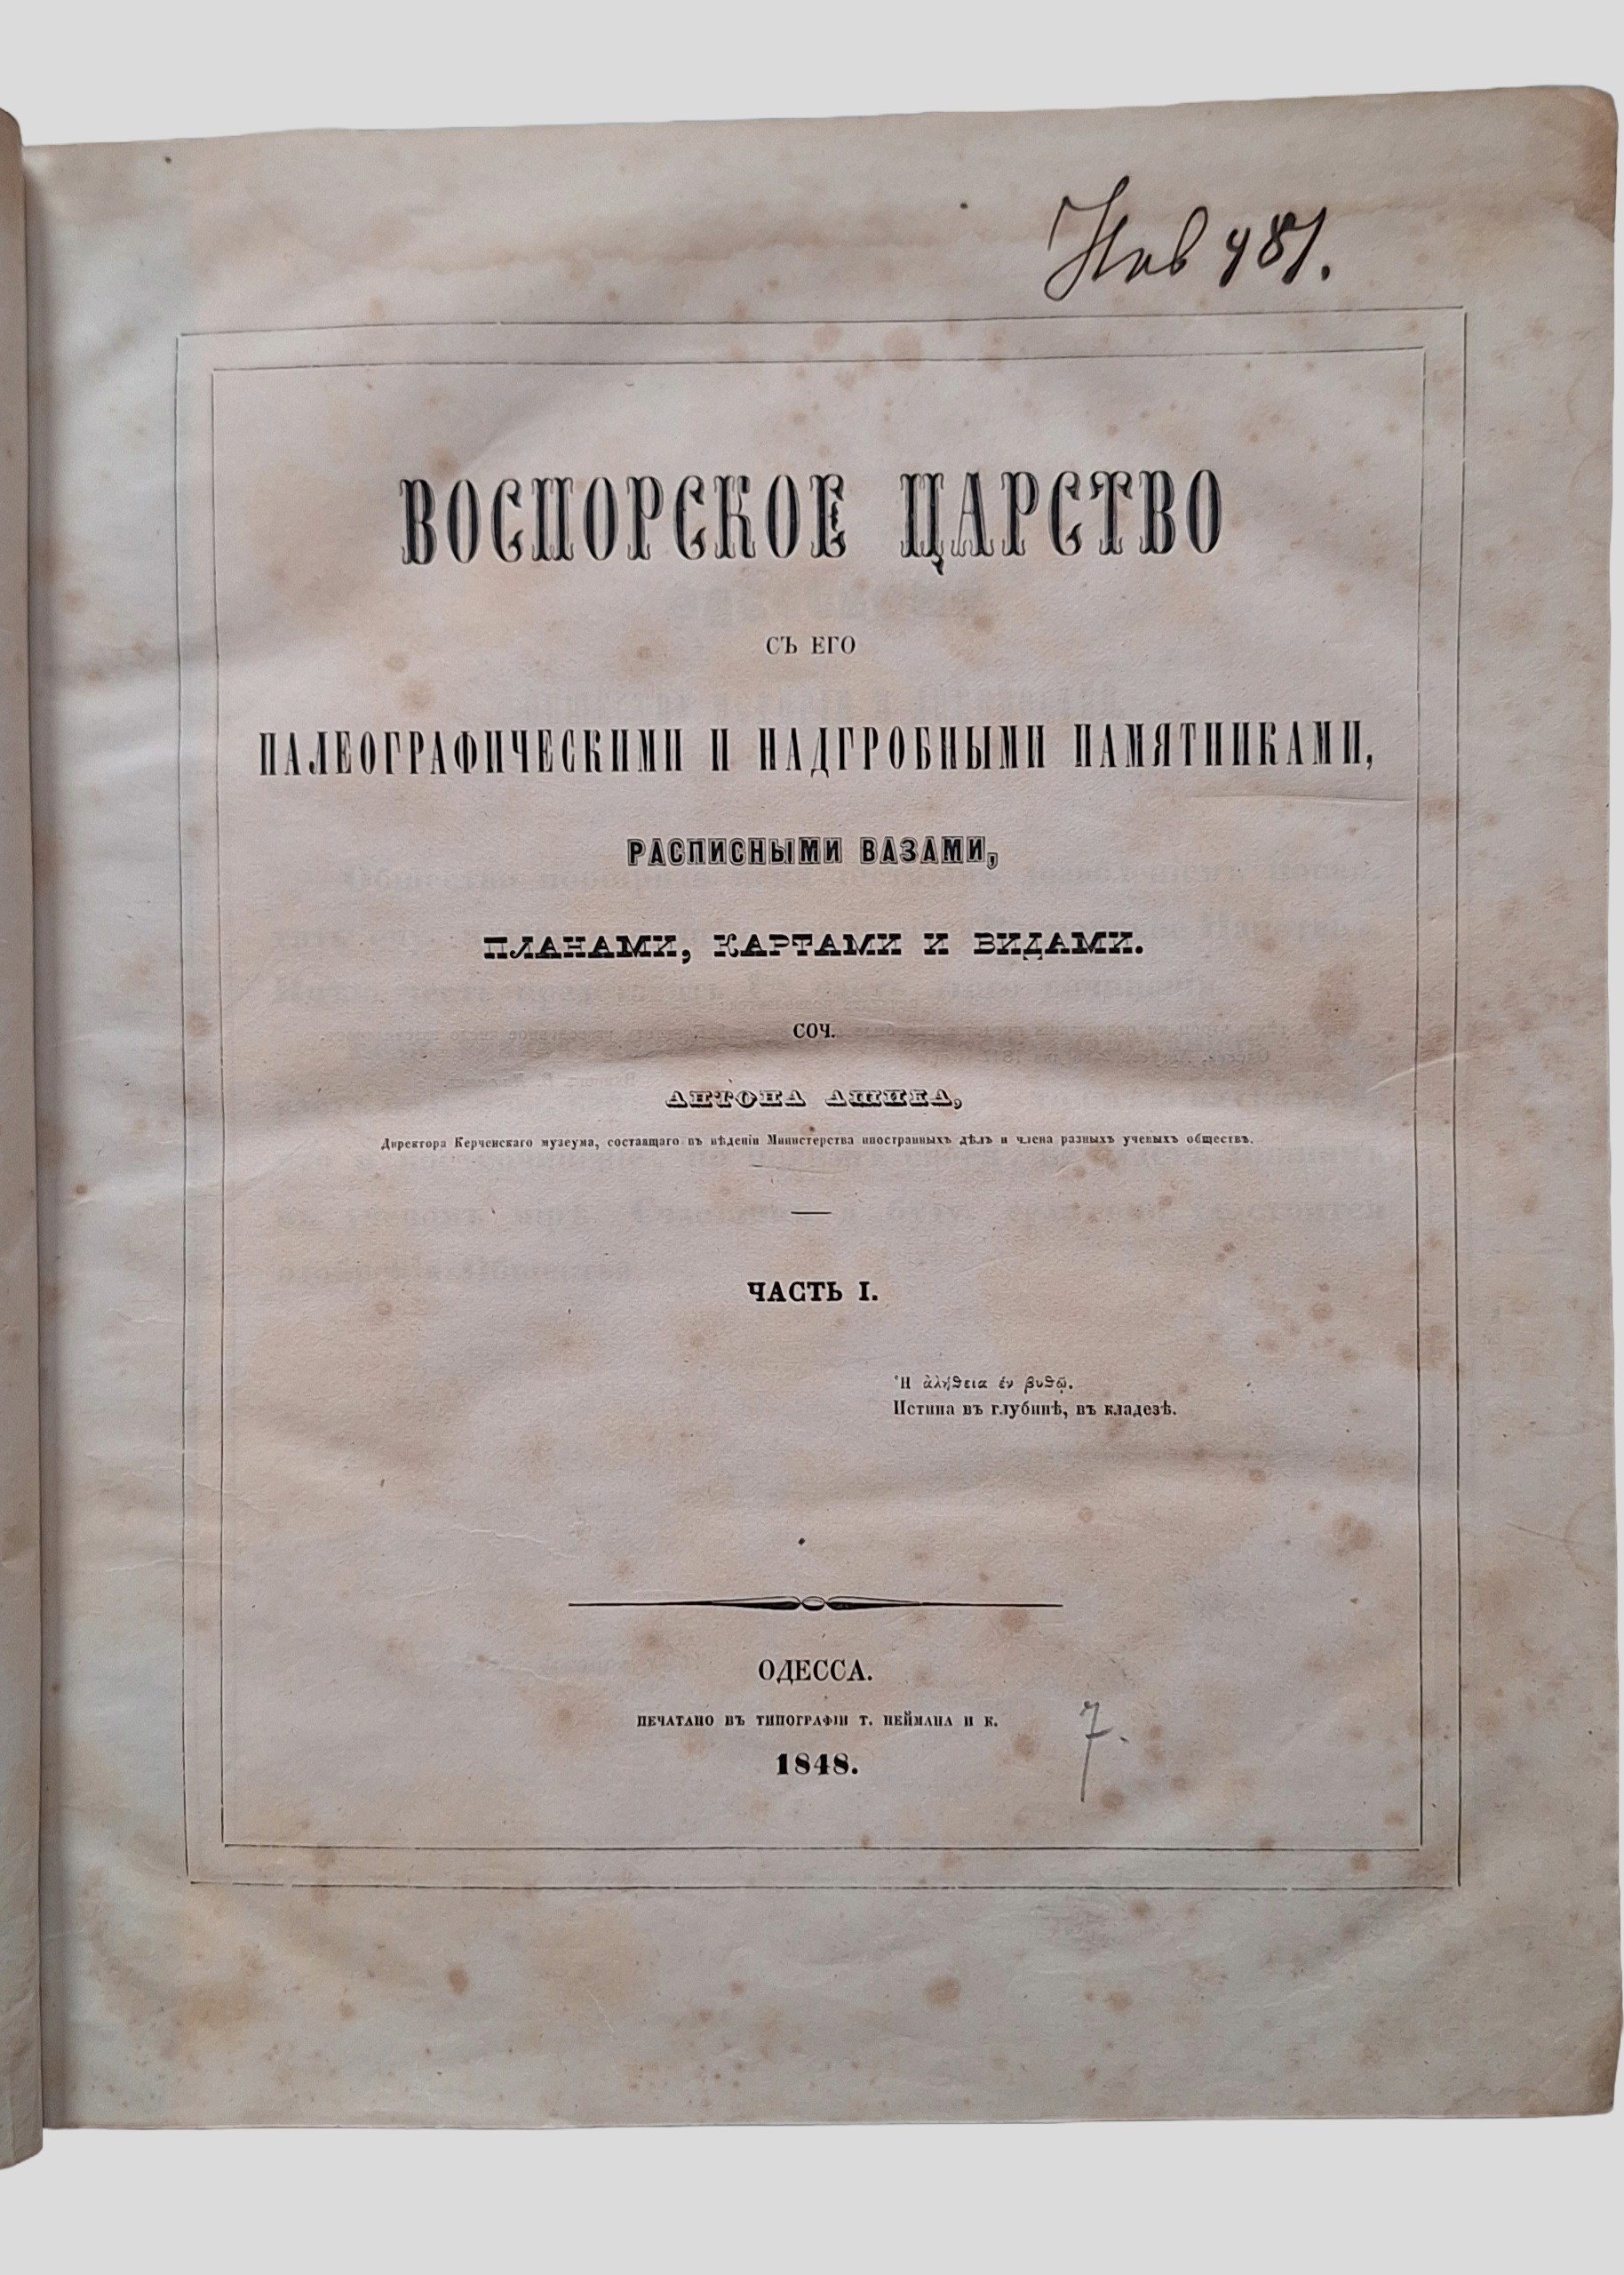 Инв 481.
ВОСПОРСКОЕ ЦАРСТВО
СЪ ЕГО
ПАЛЕОГРАФИЧЕСКИМИ И НАДГРОБНЫМИ ПАМЯТНИКАМИ,
РАСПИСНЫМИ ВАЗАМИ,
ПЛАНАМИ, КАРТАМИ И ВИДАМИ.
СОЧ.
АНТОНА АШИКА,
Директора Керченскаго музеума, состаящаго въ вѣденіи Министерства иностранныхъ дѣлъ и члена разныхъ ученыхъ обществъ.
ЧАСТЬ I.
Ἡ ἀλήθεια ἐν βυθῷ.
Истина въ глубинѣ, въ кладезѣ.
ОДЕССА.
ПЕЧАТАНО ВЪ ТИПОГРАФІИ Т. НЕЙМАНА И К.
1848.
7.